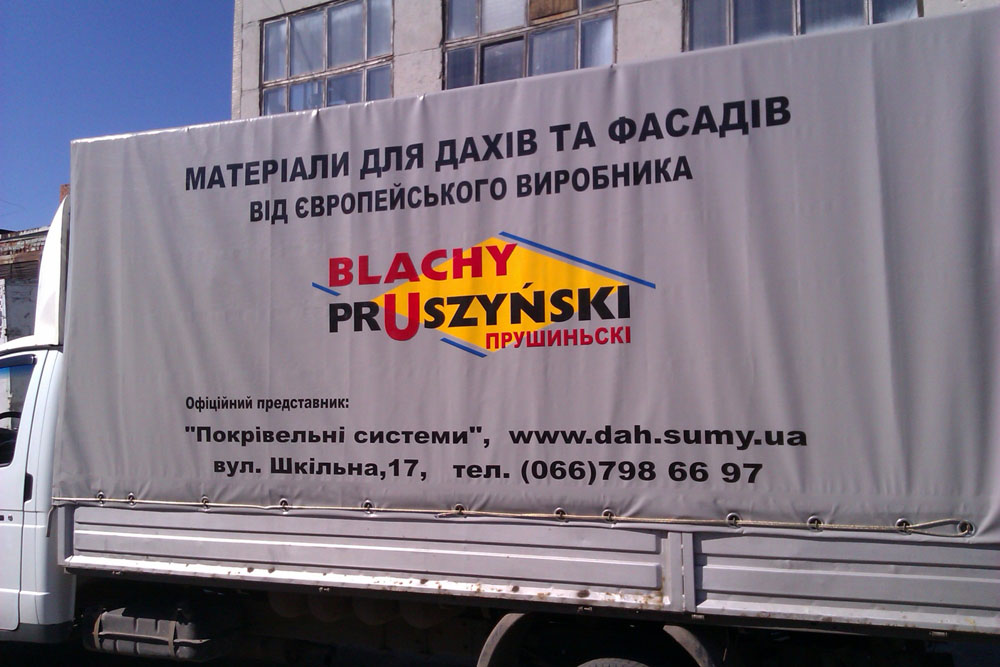 МАТЕРІАЛИ ДЛЯ ДАХІВ ТА ФАСАДІВ
ВІД ЄВРОПЕЙСЬКОГО ВИРОБНИКА
BLACHY
PRUSZYŃSKI
ПРУШИНЬСКІ
Офіційний представник:
"Покрівельні системи", www.dah.sumy.ua
вул. Шкільна,17, тел. (066)798 66 97